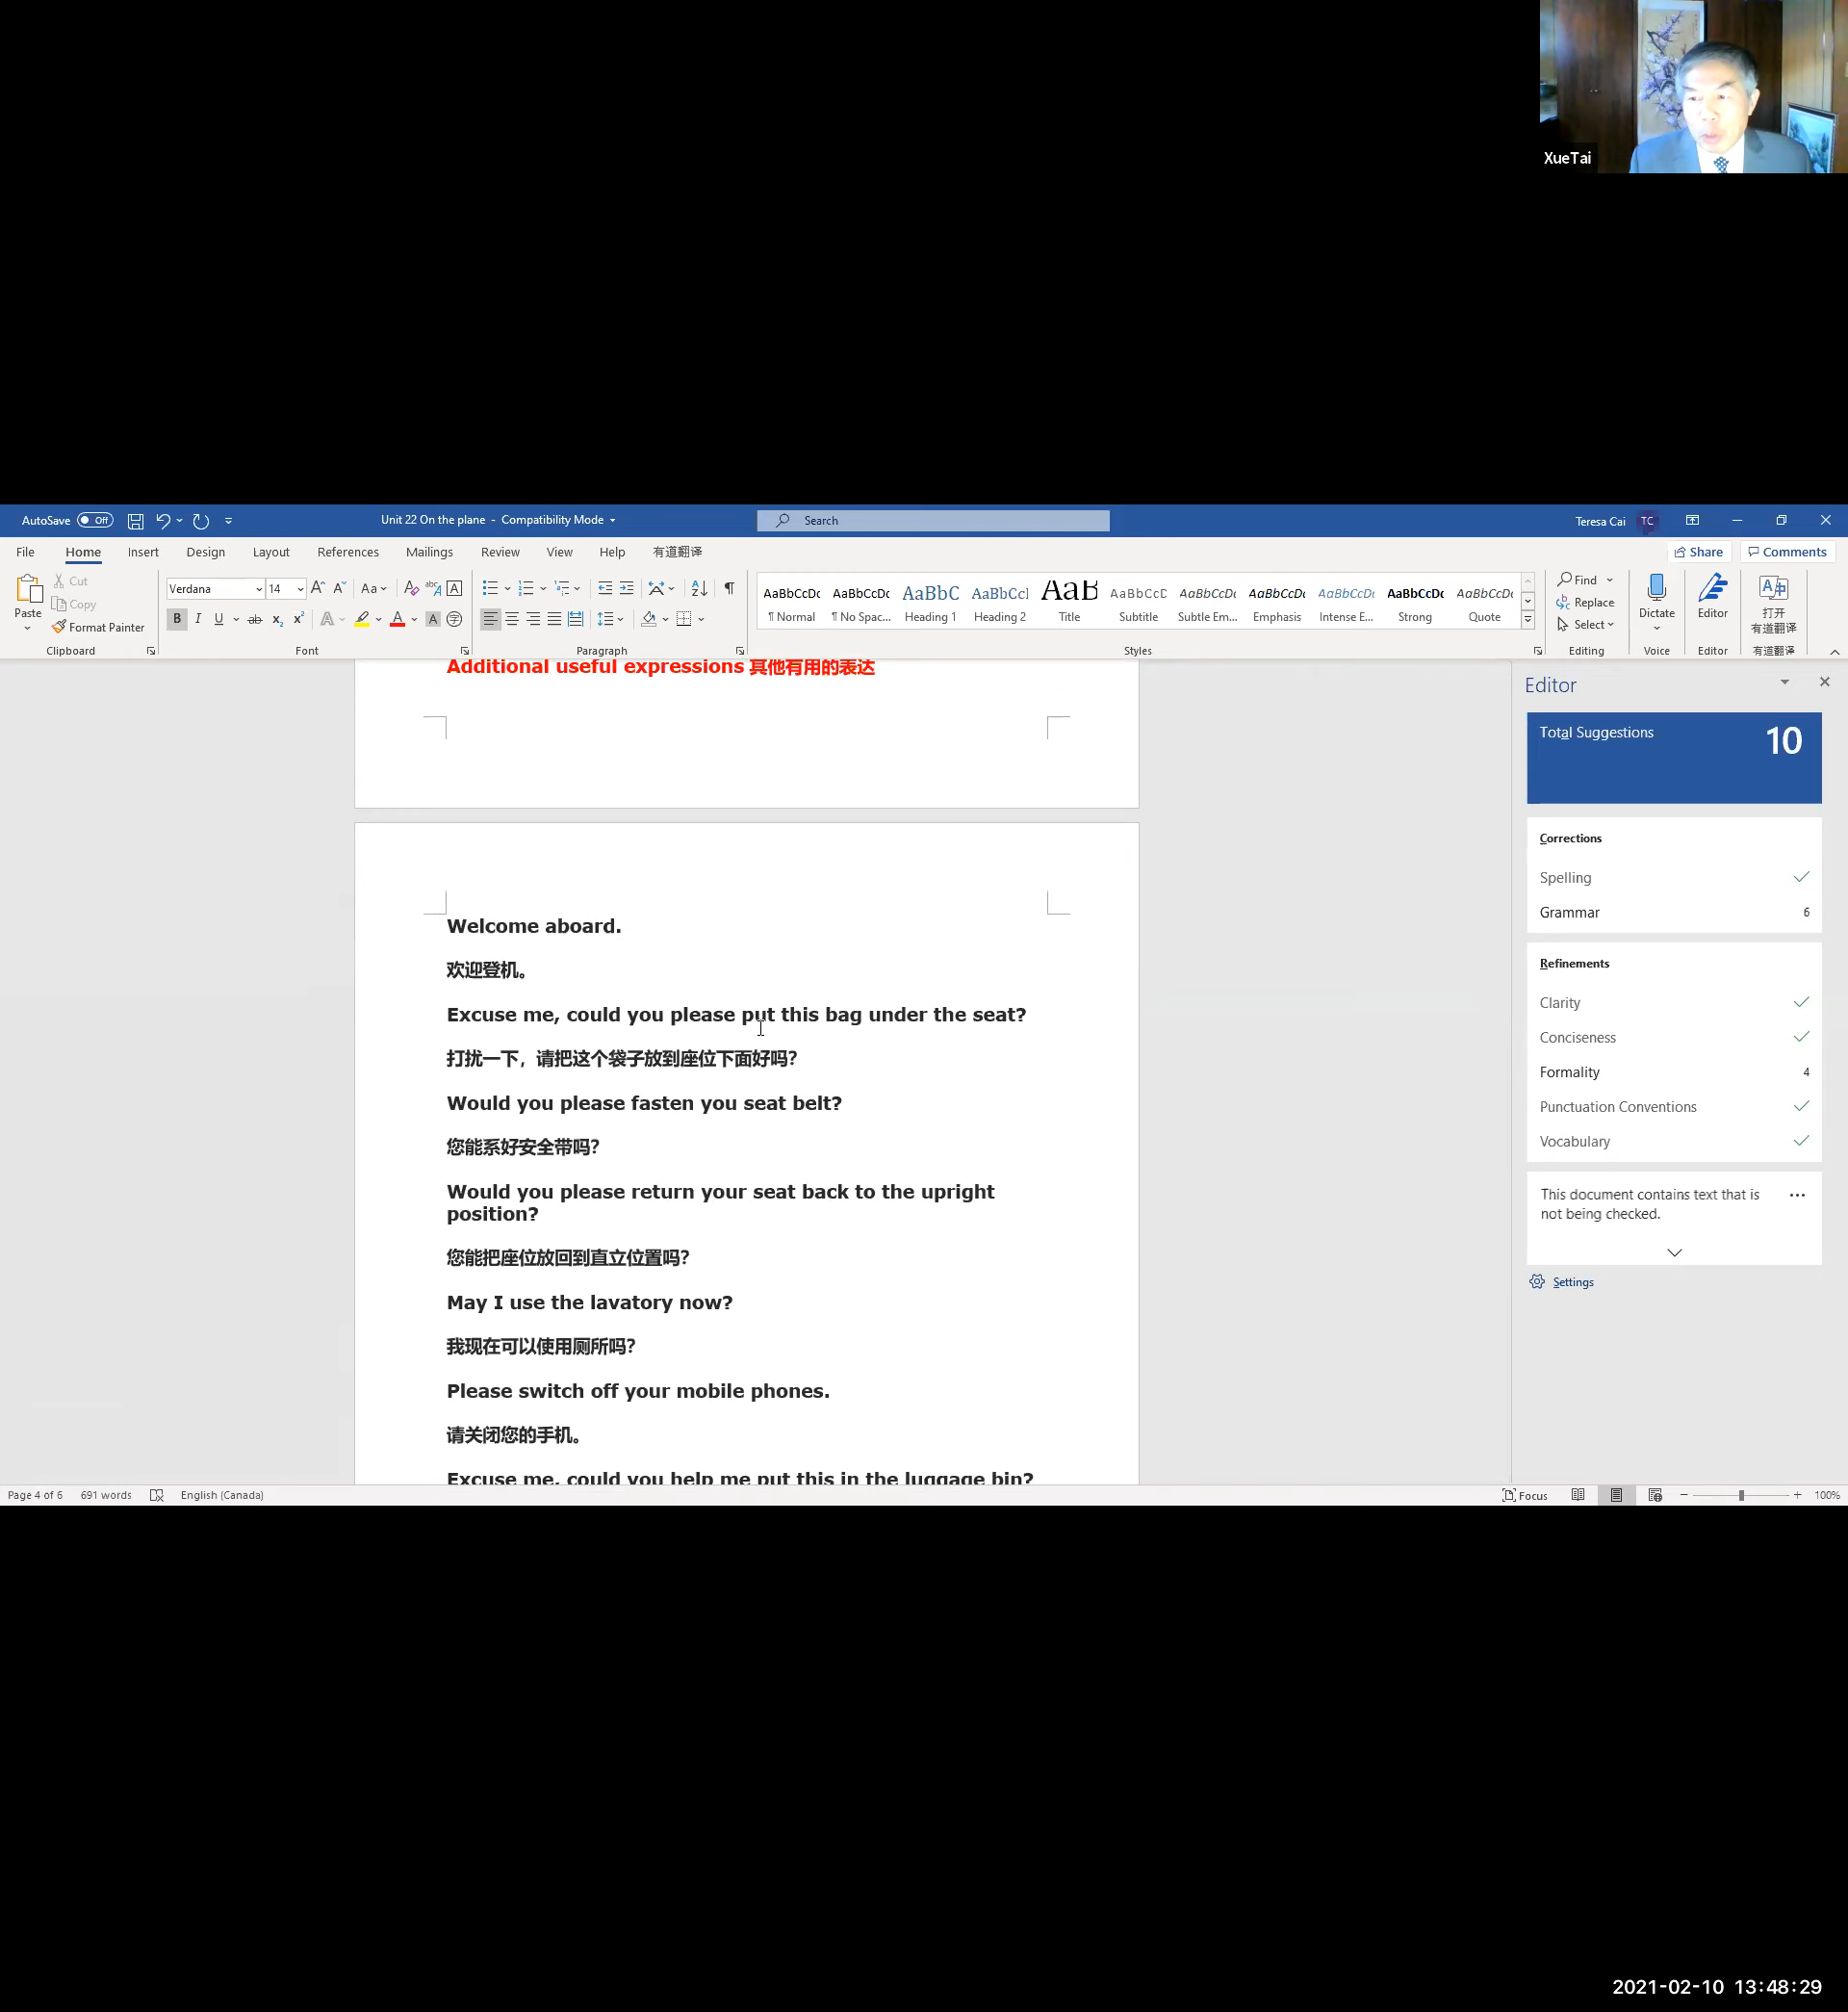 XueTai
AutoSave Off
Unit 22 On the plane - Compatibility Mode
Search
Teresa Cai TC
File Home Insert Design Layout References Mailings Review View Help 有道翻译
Share Comments
Paste
Cut
Copy
Format Painter
Clipboard
Verdana 14
Font
Paragraph
AaBbCcDc AaBbCcDc AaBbC AaBbCcI AaB AaBbCcD AaBbCcDc AaBbCcDc AaBbCcDc AaBbCcDc AaBbCcDc
¶ Normal ¶ No Spac... Heading 1 Heading 2 Title Subtitle Subtle Em... Emphasis Intense E... Strong Quote
Styles
Find
Replace
Select
Editing
Dictate
Voice
Editor
Editor
打开
有道翻译
有道翻译
Additional useful expressions 其他有用的表达
Welcome aboard.
欢迎登机。
Excuse me, could you please put this bag under the seat?
打扰一下，请把这个袋子放到座位下面好吗？
Would you please fasten you seat belt?
您能系好安全带吗？
Would you please return your seat back to the upright
position?
您能把座位放回到直立位置吗？
May I use the lavatory now?
我现在可以使用厕所吗？
Please switch off your mobile phones.
请关闭您的手机。
Excuse me, could you help me put this in the luggage bin?
Editor
Total Suggestions 10
Corrections
Spelling
Grammar 6
Refinements
Clarity
Conciseness
Formality 4
Punctuation Conventions
Vocabulary
This document contains text that is
not being checked.
Settings
Page 4 of 6 691 words English (Canada)
Focus 100%
2021-02-10 13:48:29